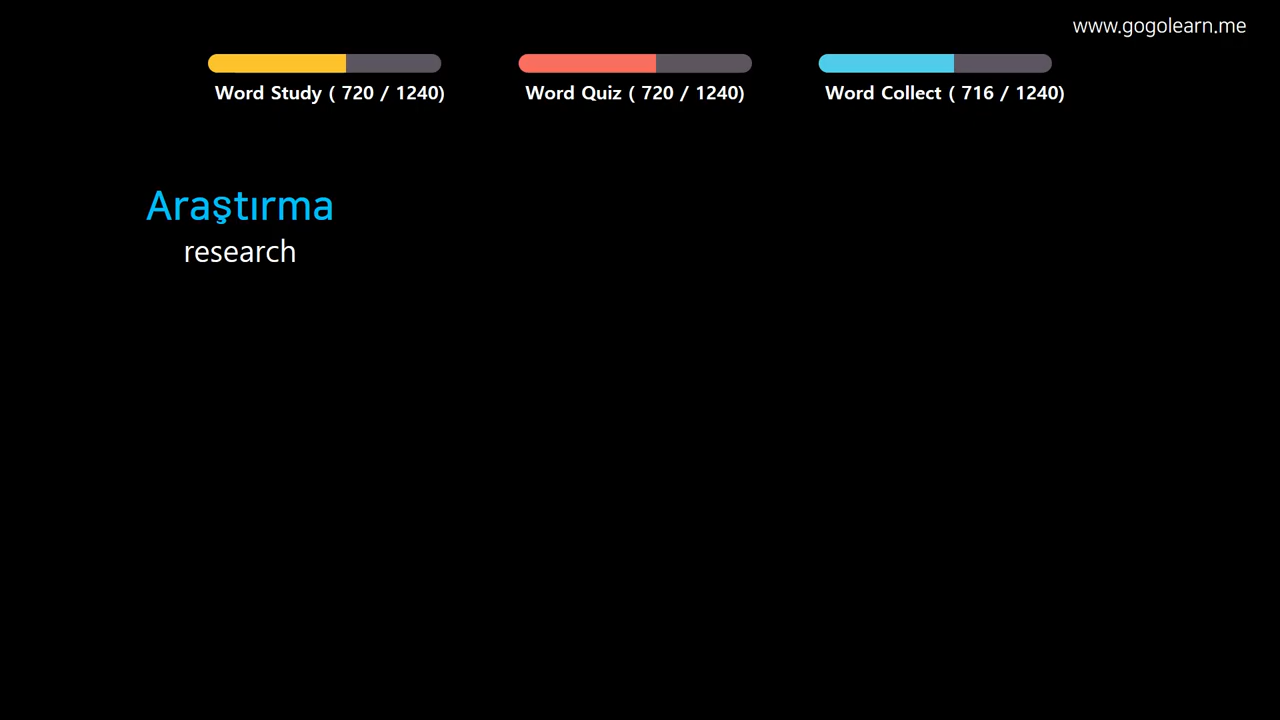 www.gogolearn.me
Word Study ( 720 / 1240)
Word Quiz ( 720 / 1240)
Word Collect ( 716 / 1240)
Araştırma
research